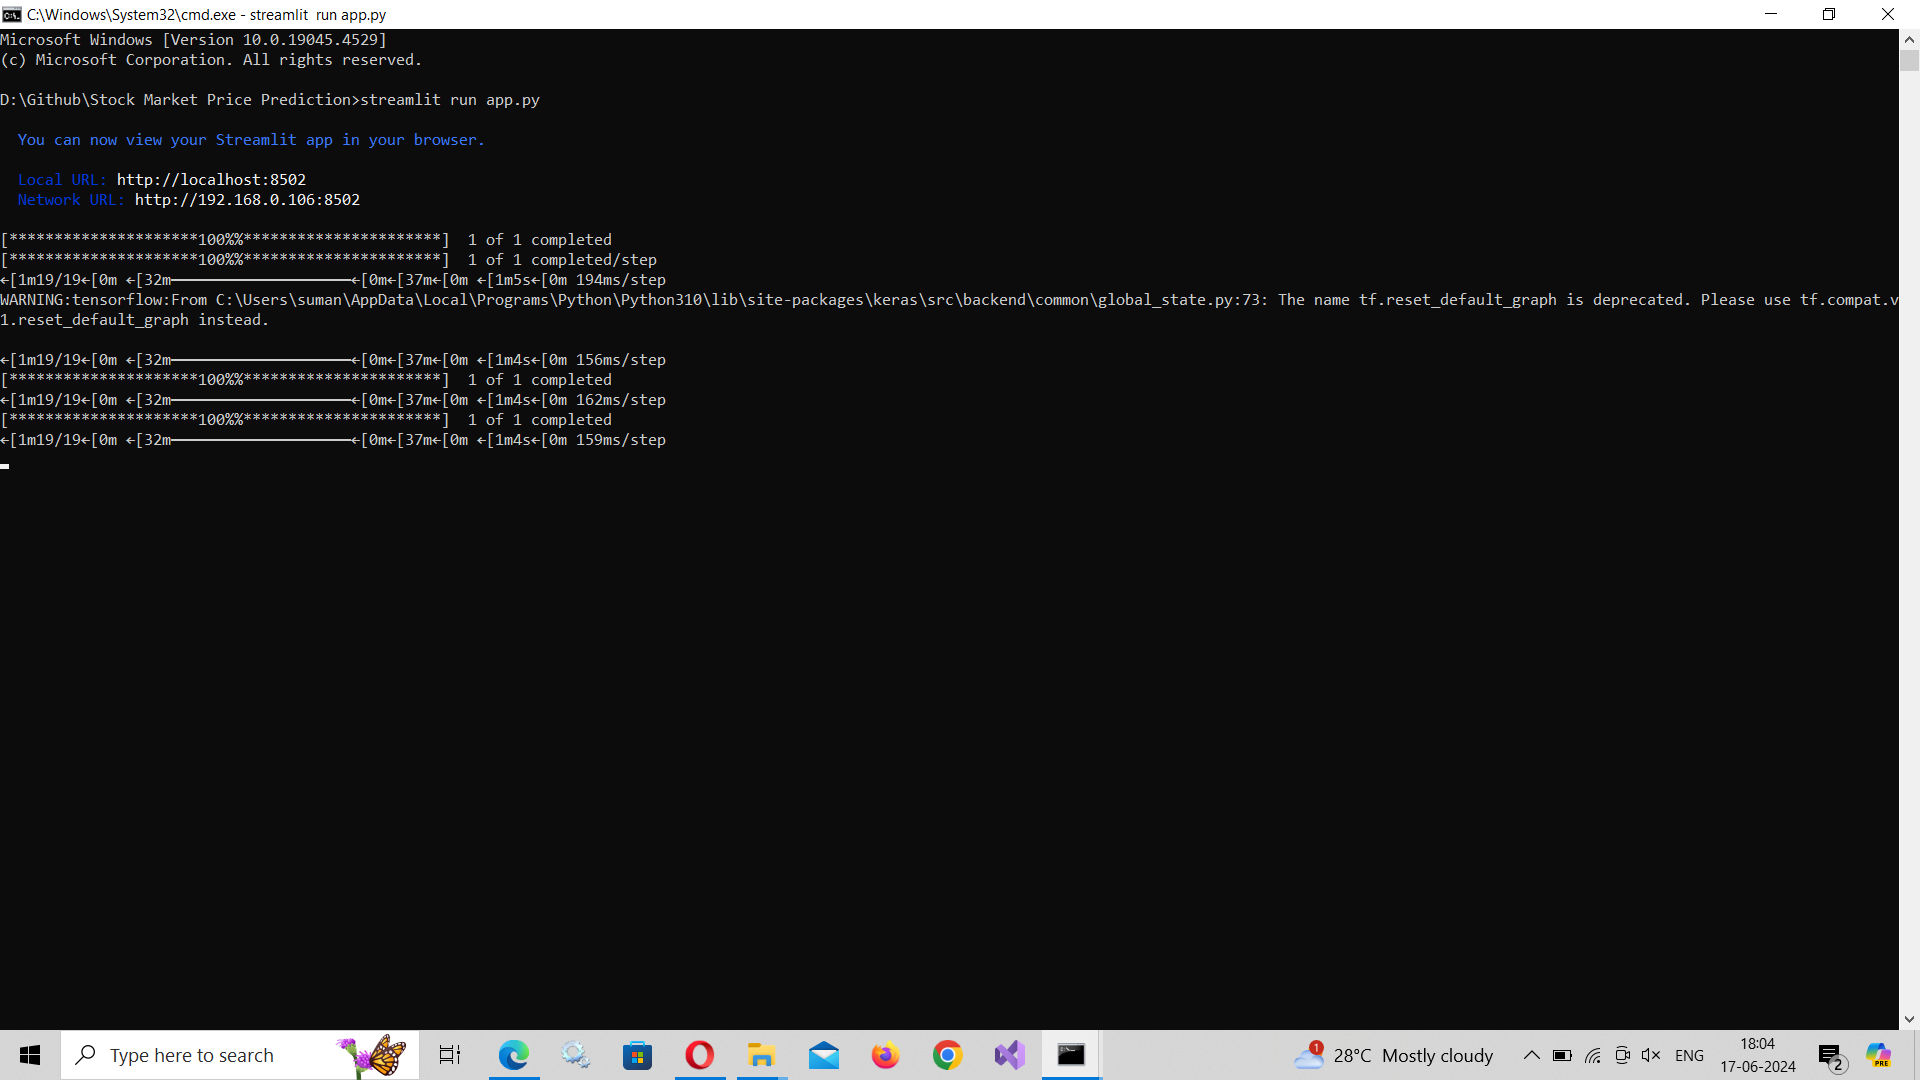 C:\Windows\System32\cmd.exe - streamlit  run app.py
Microsoft Windows [Version 10.0.19045.4529]
(c) Microsoft Corporation. All rights reserved.
D:\Github\Stock Market Price Prediction>streamlit run app.py
You can now view your Streamlit app in your browser.
Local URL: http://localhost:8502
Network URL: http://192.168.0.106:8502
[*********************100%%**********************]  1 of 1 completed
[*********************100%%**********************]  1 of 1 completed/step
←[1m19/19←[0m ←[32m━━━━━━━━━━━━━━━━━━━━←[0m←[37m←[0m ←[1m5s←[0m 194ms/step
WARNING:tensorflow:From C:\Users\suman\AppData\Local\Programs\Python\Python310\lib\site-packages\keras\src\backend\common\global_state.py:73: The name tf.reset_default_graph is deprecated. Please use tf.compat.v
1.reset_default_graph instead.
←[1m19/19←[0m ←[32m━━━━━━━━━━━━━━━━━━━━←[0m←[37m←[0m ←[1m4s←[0m 156ms/step
[*********************100%%**********************]  1 of 1 completed
←[1m19/19←[0m ←[32m━━━━━━━━━━━━━━━━━━━━←[0m←[37m←[0m ←[1m4s←[0m 162ms/step
[*********************100%%**********************]  1 of 1 completed
←[1m19/19←[0m ←[32m━━━━━━━━━━━━━━━━━━━━←[0m←[37m←[0m ←[1m4s←[0m 159ms/step
Type here to search
1
28°C  Mostly cloudy
ENG
18:04
17-06-2024
2
PRE